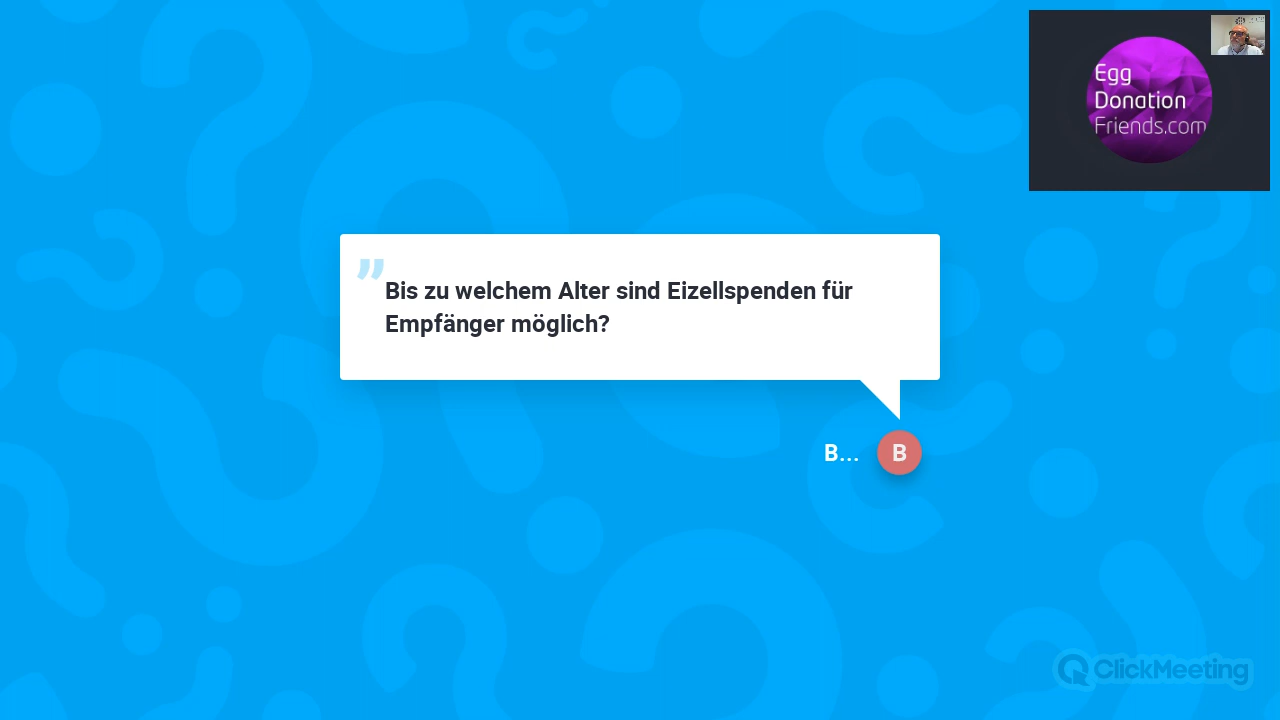 Egg
Donation
Friends.com
Bis zu welchem Alter sind Eizellspenden für
Empfänger möglich?
B...
B
ClickMeeting